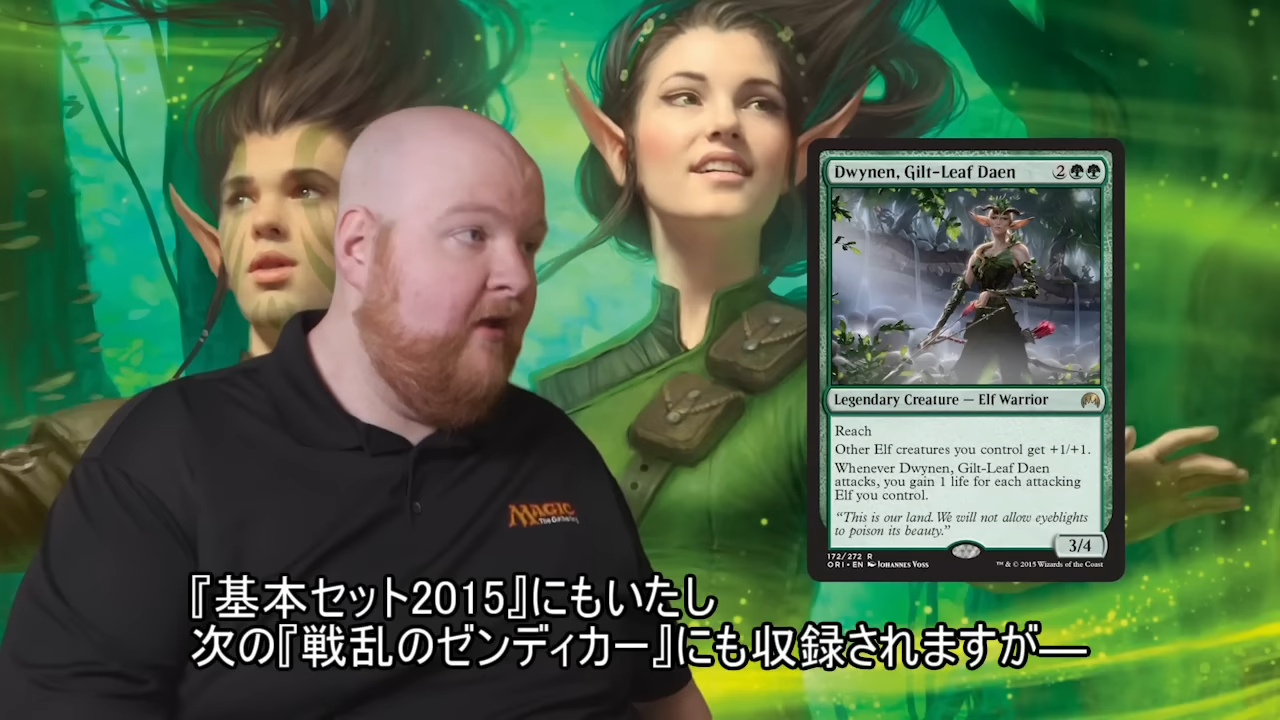 Dwynen, Gilt-Leaf Daen 2
Legendary Creature — Elf Warrior
Reach
Other Elf creatures you control get +1/+1.
Whenever Dwynen, Gilt-Leaf Daen
attacks, you gain 1 life for each attacking
Elf you control.
“This is our land. We will not allow eyeblights
to poison its beauty.”
3/4
172/272 R
ORI • EN Johannes Voss
™ & © 2015 Wizards of the Coast
MAGIC
The Gathering
『基本セット2015』にもいたし
次の『戦乱のゼンディカー』にも収録されますが—